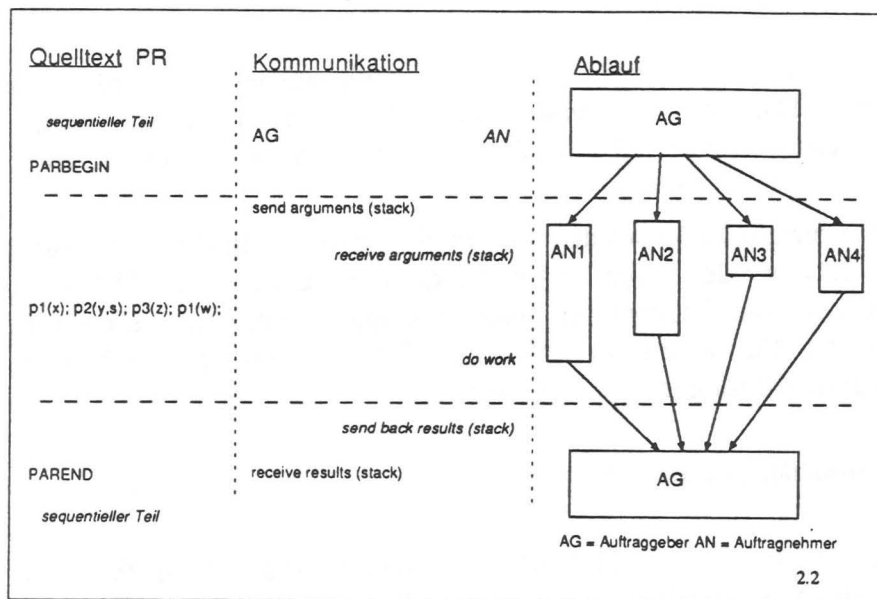 Quelltext PR
Kommunikation
Ablauf
sequentieller Teil
AG
AN
AG
PARBEGIN
send arguments (stack)
receive arguments (stack)
AN1
AN2
AN3
AN4
p1(x); p2(y,s); p3(z); p1(w);
do work
send back results (stack)
PAREND
receive results (stack)
AG
sequentieller Teil
AG = Auftraggeber AN = Auftragnehmer
2.2